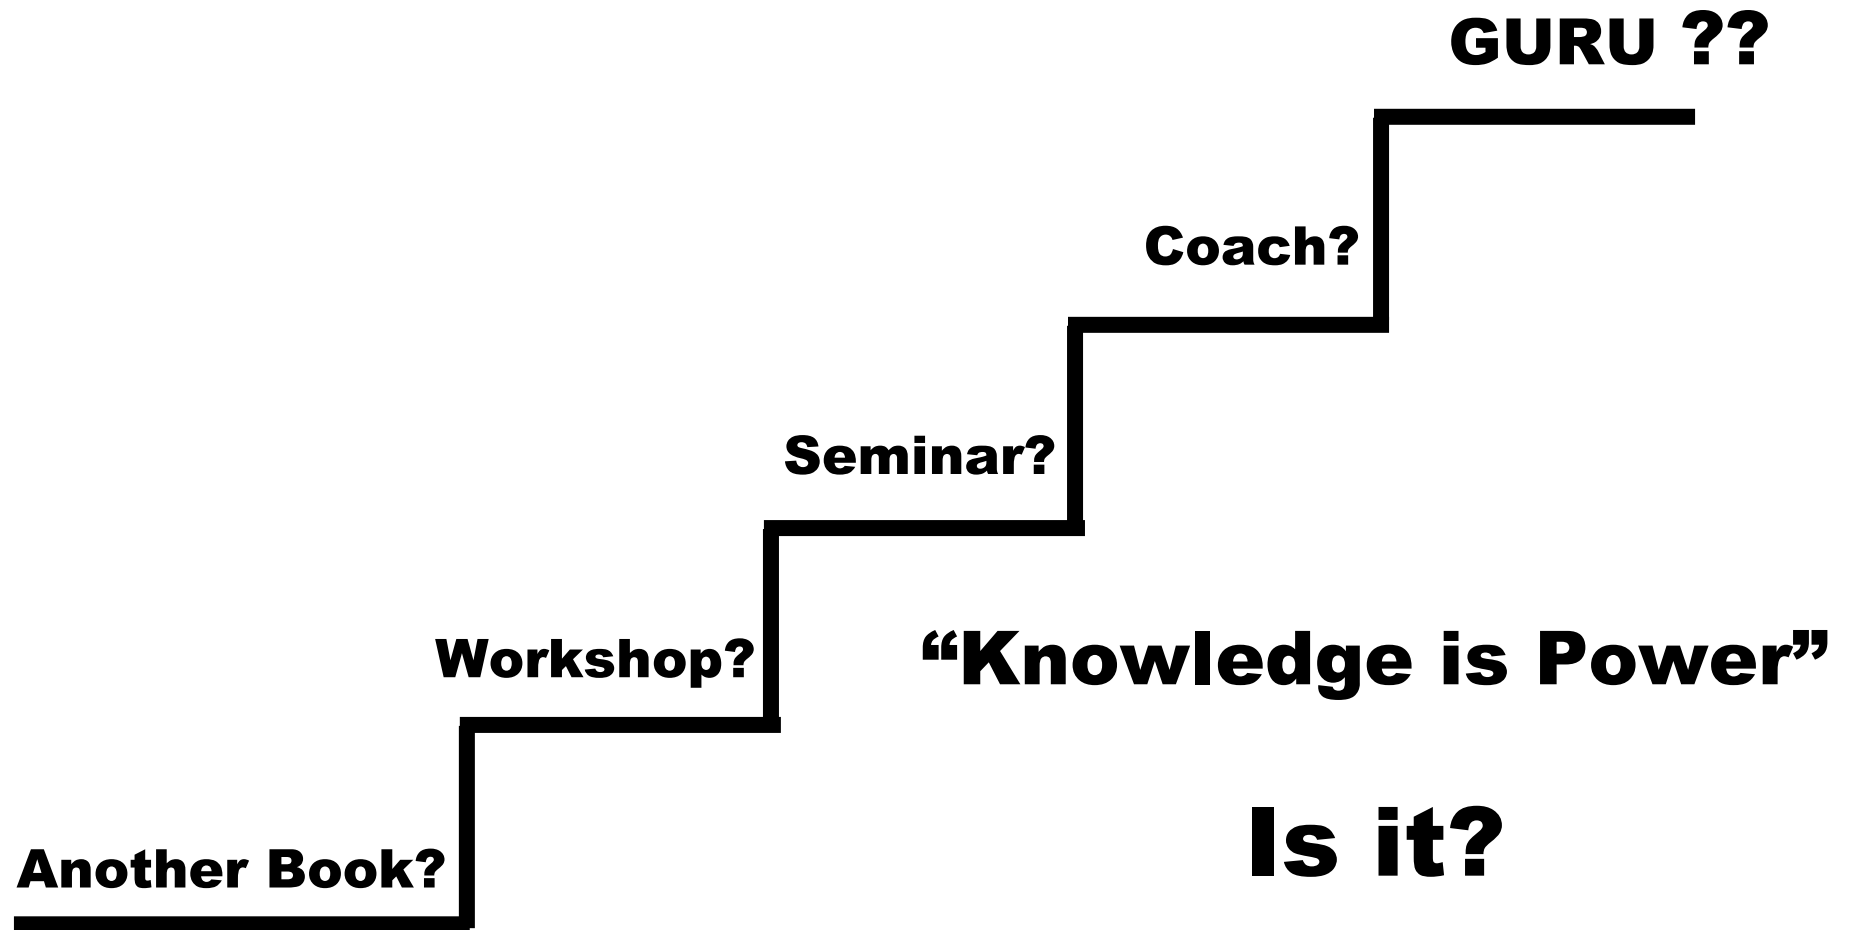 GURU ??
Coach?
Seminar?
Workshop?
“Knowledge is Power”
Is it?
Another Book?